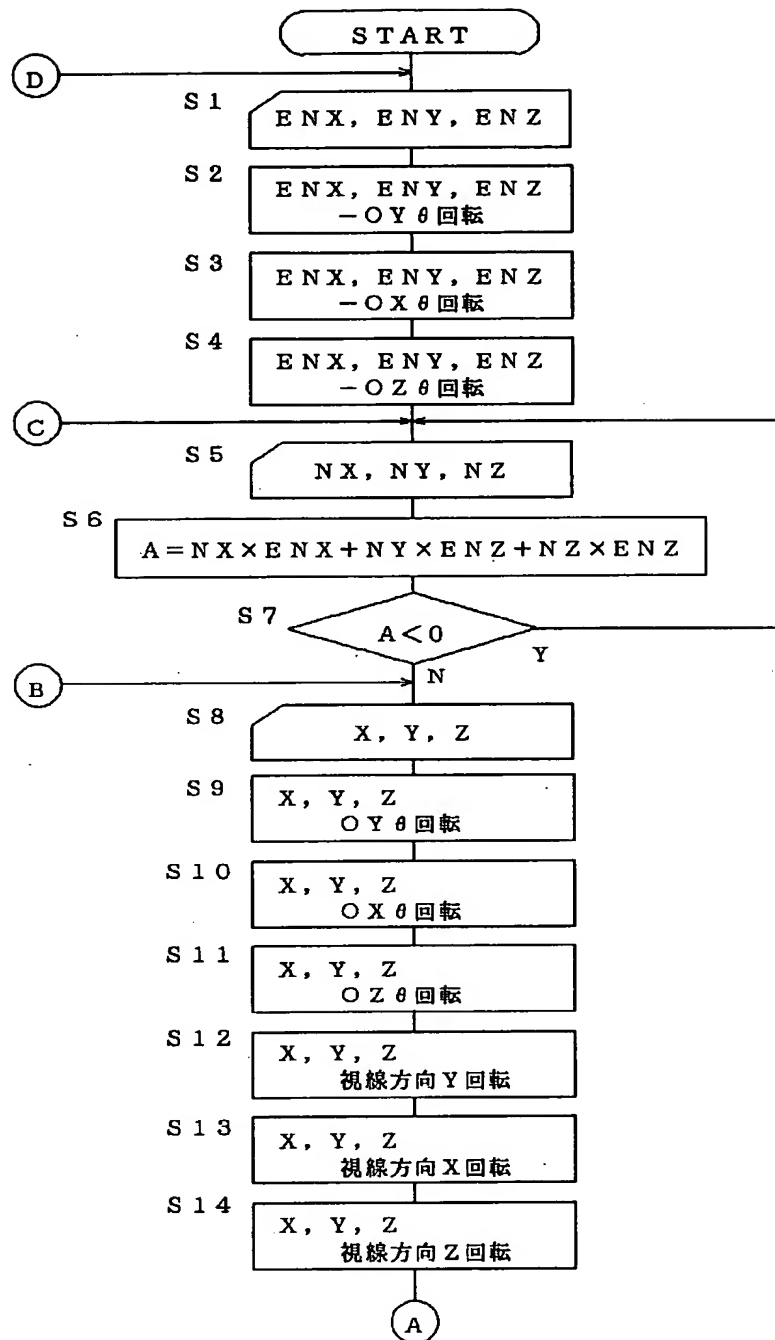 START
D
S1
ENX, ENY, ENZ
S2
ENX, ENY, ENZ
−OYθ回転
S3
ENX, ENY, ENZ
−OXθ回転
S4
ENX, ENY, ENZ
−OZθ回転
C
S5
NX, NY, NZ
S6
A=NX×ENX+NY×ENZ+NZ×ENZ
S7
A<0
Y
N
B
S8
X, Y, Z
S9
X, Y, Z
OYθ回転
S10
X, Y, Z
OXθ回転
S11
X, Y, Z
OZθ回転
S12
X, Y, Z
視線方向Y回転
S13
X, Y, Z
視線方向X回転
S14
X, Y, Z
視線方向Z回転
A